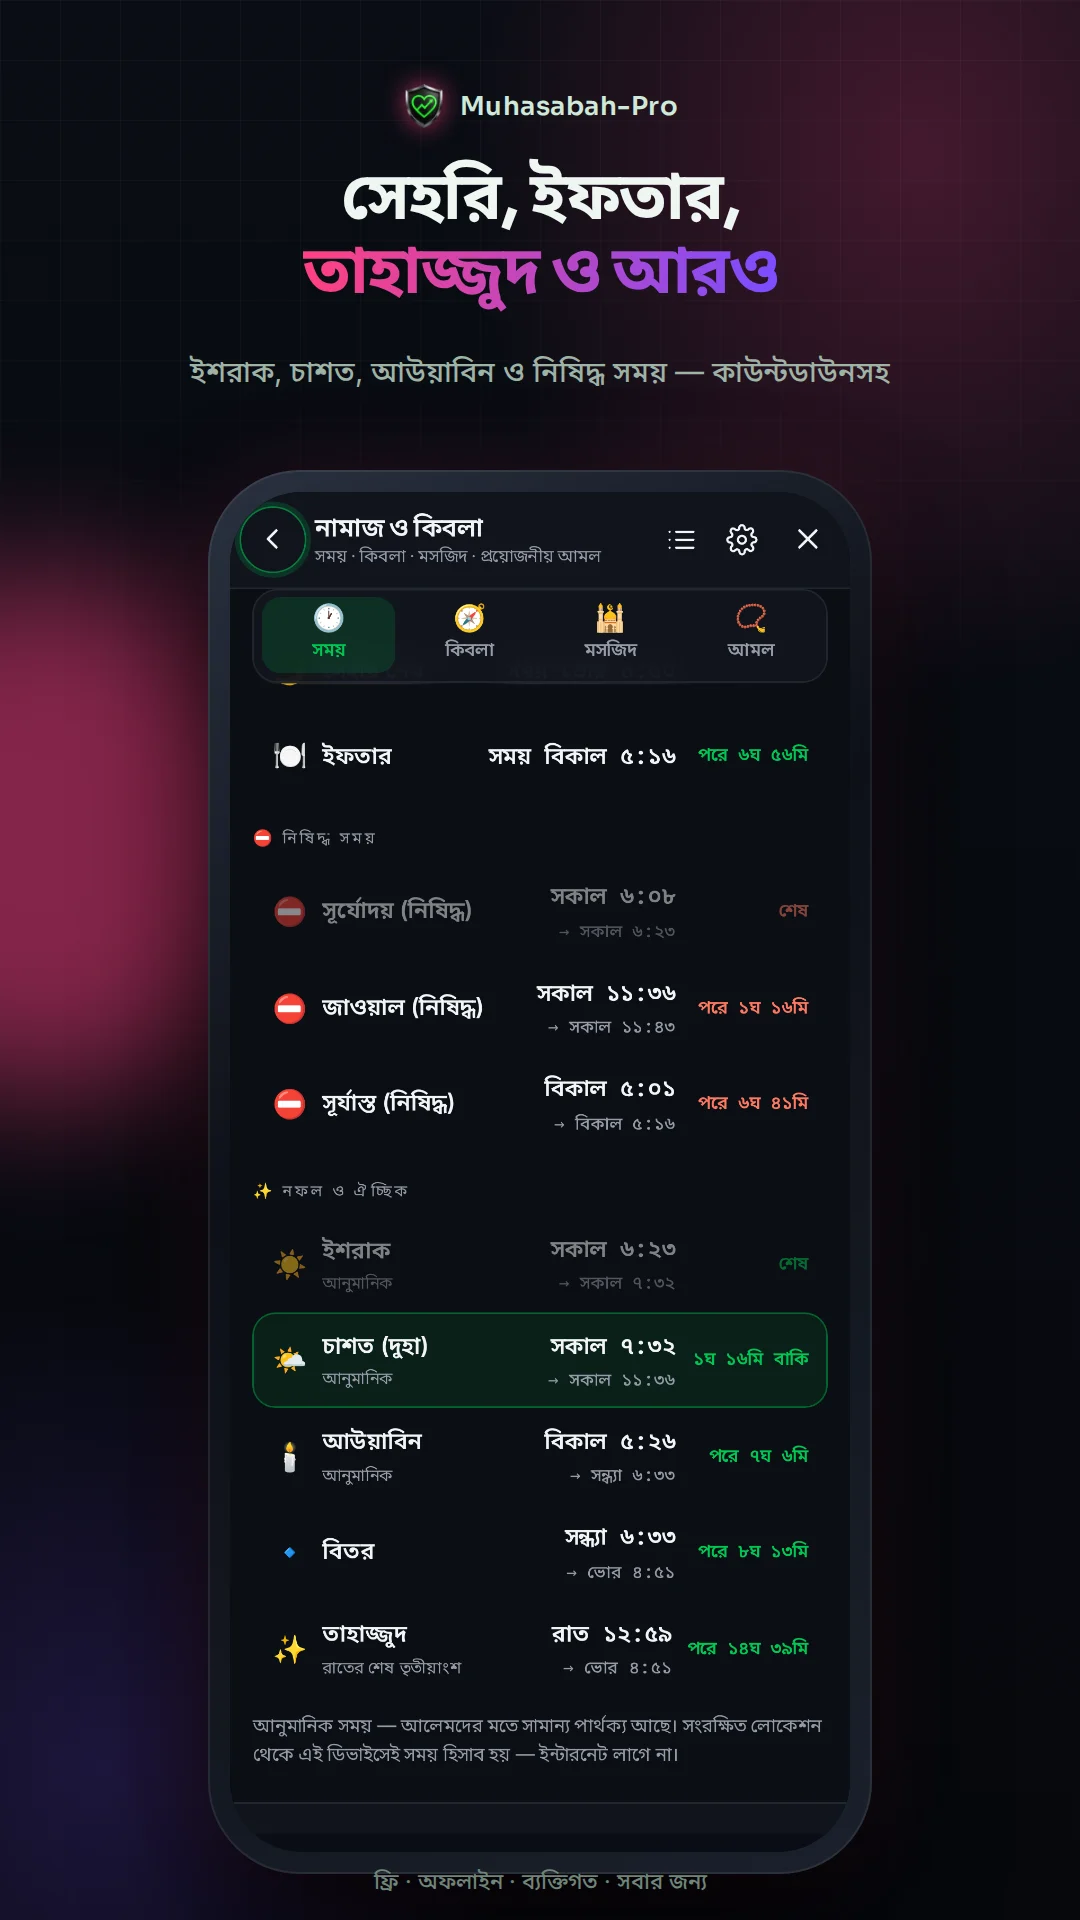 Muhasabah-Pro
সেহরি, ইফতার,
তাহাজ্জুদ ও আরও
ইশরাক, চাশত, আউয়াবিন ও নিষিদ্ধ সময় — কাউন্টডাউনসহ
নামাজ ও কিবলা
সময় · কিবলা · মসজিদ · প্রয়োজনীয় আমল
সময় কিবলা মসজিদ আমল
ইফতার সময় বিকাল ৫:১৬ পরে ৬ঘ ৫৬মি
নিষিদ্ধ সময়
সূর্যোদয় (নিষিদ্ধ) সকাল ৬:০৮ শেষ
→ সকাল ৬:২৩
জাওয়াল (নিষিদ্ধ) সকাল ১১:৩৬ পরে ১ঘ ১৬মি
→ সকাল ১১:৪৩
সূর্যাস্ত (নিষিদ্ধ) বিকাল ৫:০১ পরে ৬ঘ ৪১মি
→ বিকাল ৫:১৬
নফল ও ঐচ্ছিক
ইশরাক সকাল ৬:২৩ শেষ
আনুমানিক → সকাল ৭:৩২
চাশত (দুহা) সকাল ৭:৩২ ১ঘ ১৬মি বাকি
আনুমানিক → সকাল ১১:৩৬
আউয়াবিন বিকাল ৫:২৬ পরে ৭ঘ ৬মি
আনুমানিক → সন্ধ্যা ৬:৩৩
বিতর সন্ধ্যা ৬:৩৩ পরে ৮ঘ ১৩মি
→ ভোর ৪:৫১
তাহাজ্জুদ রাত ১২:৫৯ পরে ১৪ঘ ৩৯মি
রাতের শেষ তৃতীয়াংশ → ভোর ৪:৫১
আনুমানিক সময় — আলেমদের মতে সামান্য পার্থক্য আছে। সংরক্ষিত লোকেশন
থেকে এই ডিভাইসেই সময় হিসাব হয় — ইন্টারনেট লাগে না।
ফ্রি · অফলাইন · ব্যক্তিগত · সবার জন্য